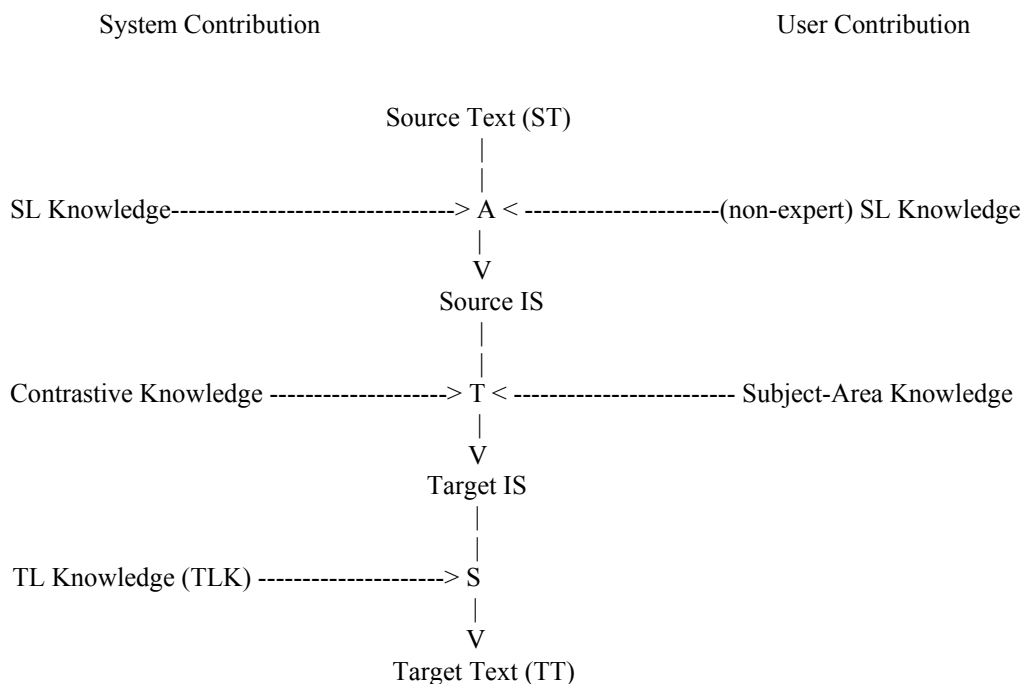 System Contribution User Contribution
Source Text (ST)
|
|
SL Knowledge--------------------------------> A < ----------------------(non-expert) SL Knowledge
|
V
Source IS
|
|
Contrastive Knowledge --------------------> T < ------------------------- Subject-Area Knowledge
|
V
Target IS
|
|
TL Knowledge (TLK) ---------------------> S
|
V
Target Text (TT)